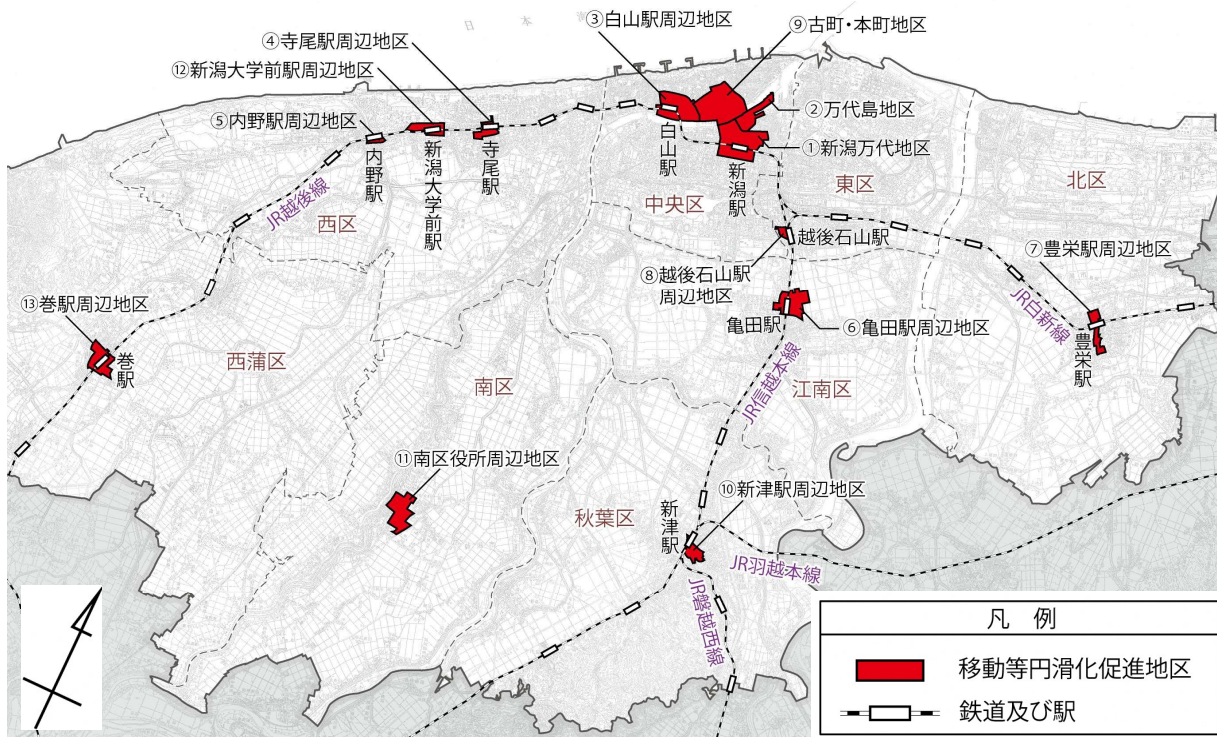 日本海
③白山駅周辺地区
⑨古町・本町地区
④寺尾駅周辺地区
⑫新潟大学前駅周辺地区
②万代島地区
⑤内野駅周辺地区
①新潟万代地区
白山駅
内野駅
新潟大学前駅
寺尾駅
新潟駅
東区
北区
中央区
JR越後線
西区
越後石山駅
⑦豊栄駅周辺地区
⑧越後石山駅
周辺地区
⑬巻駅周辺地区
JR白新線
亀田駅
⑥亀田駅周辺地区
豊栄駅
巻駅
西蒲区
南区
JR信越本線
江南区
⑪南区役所周辺地区
⑩新津駅周辺地区
秋葉区
新津駅
JR羽越本線
JR磐越西線
凡 例
移動等円滑化促進地区
鉄道及び駅